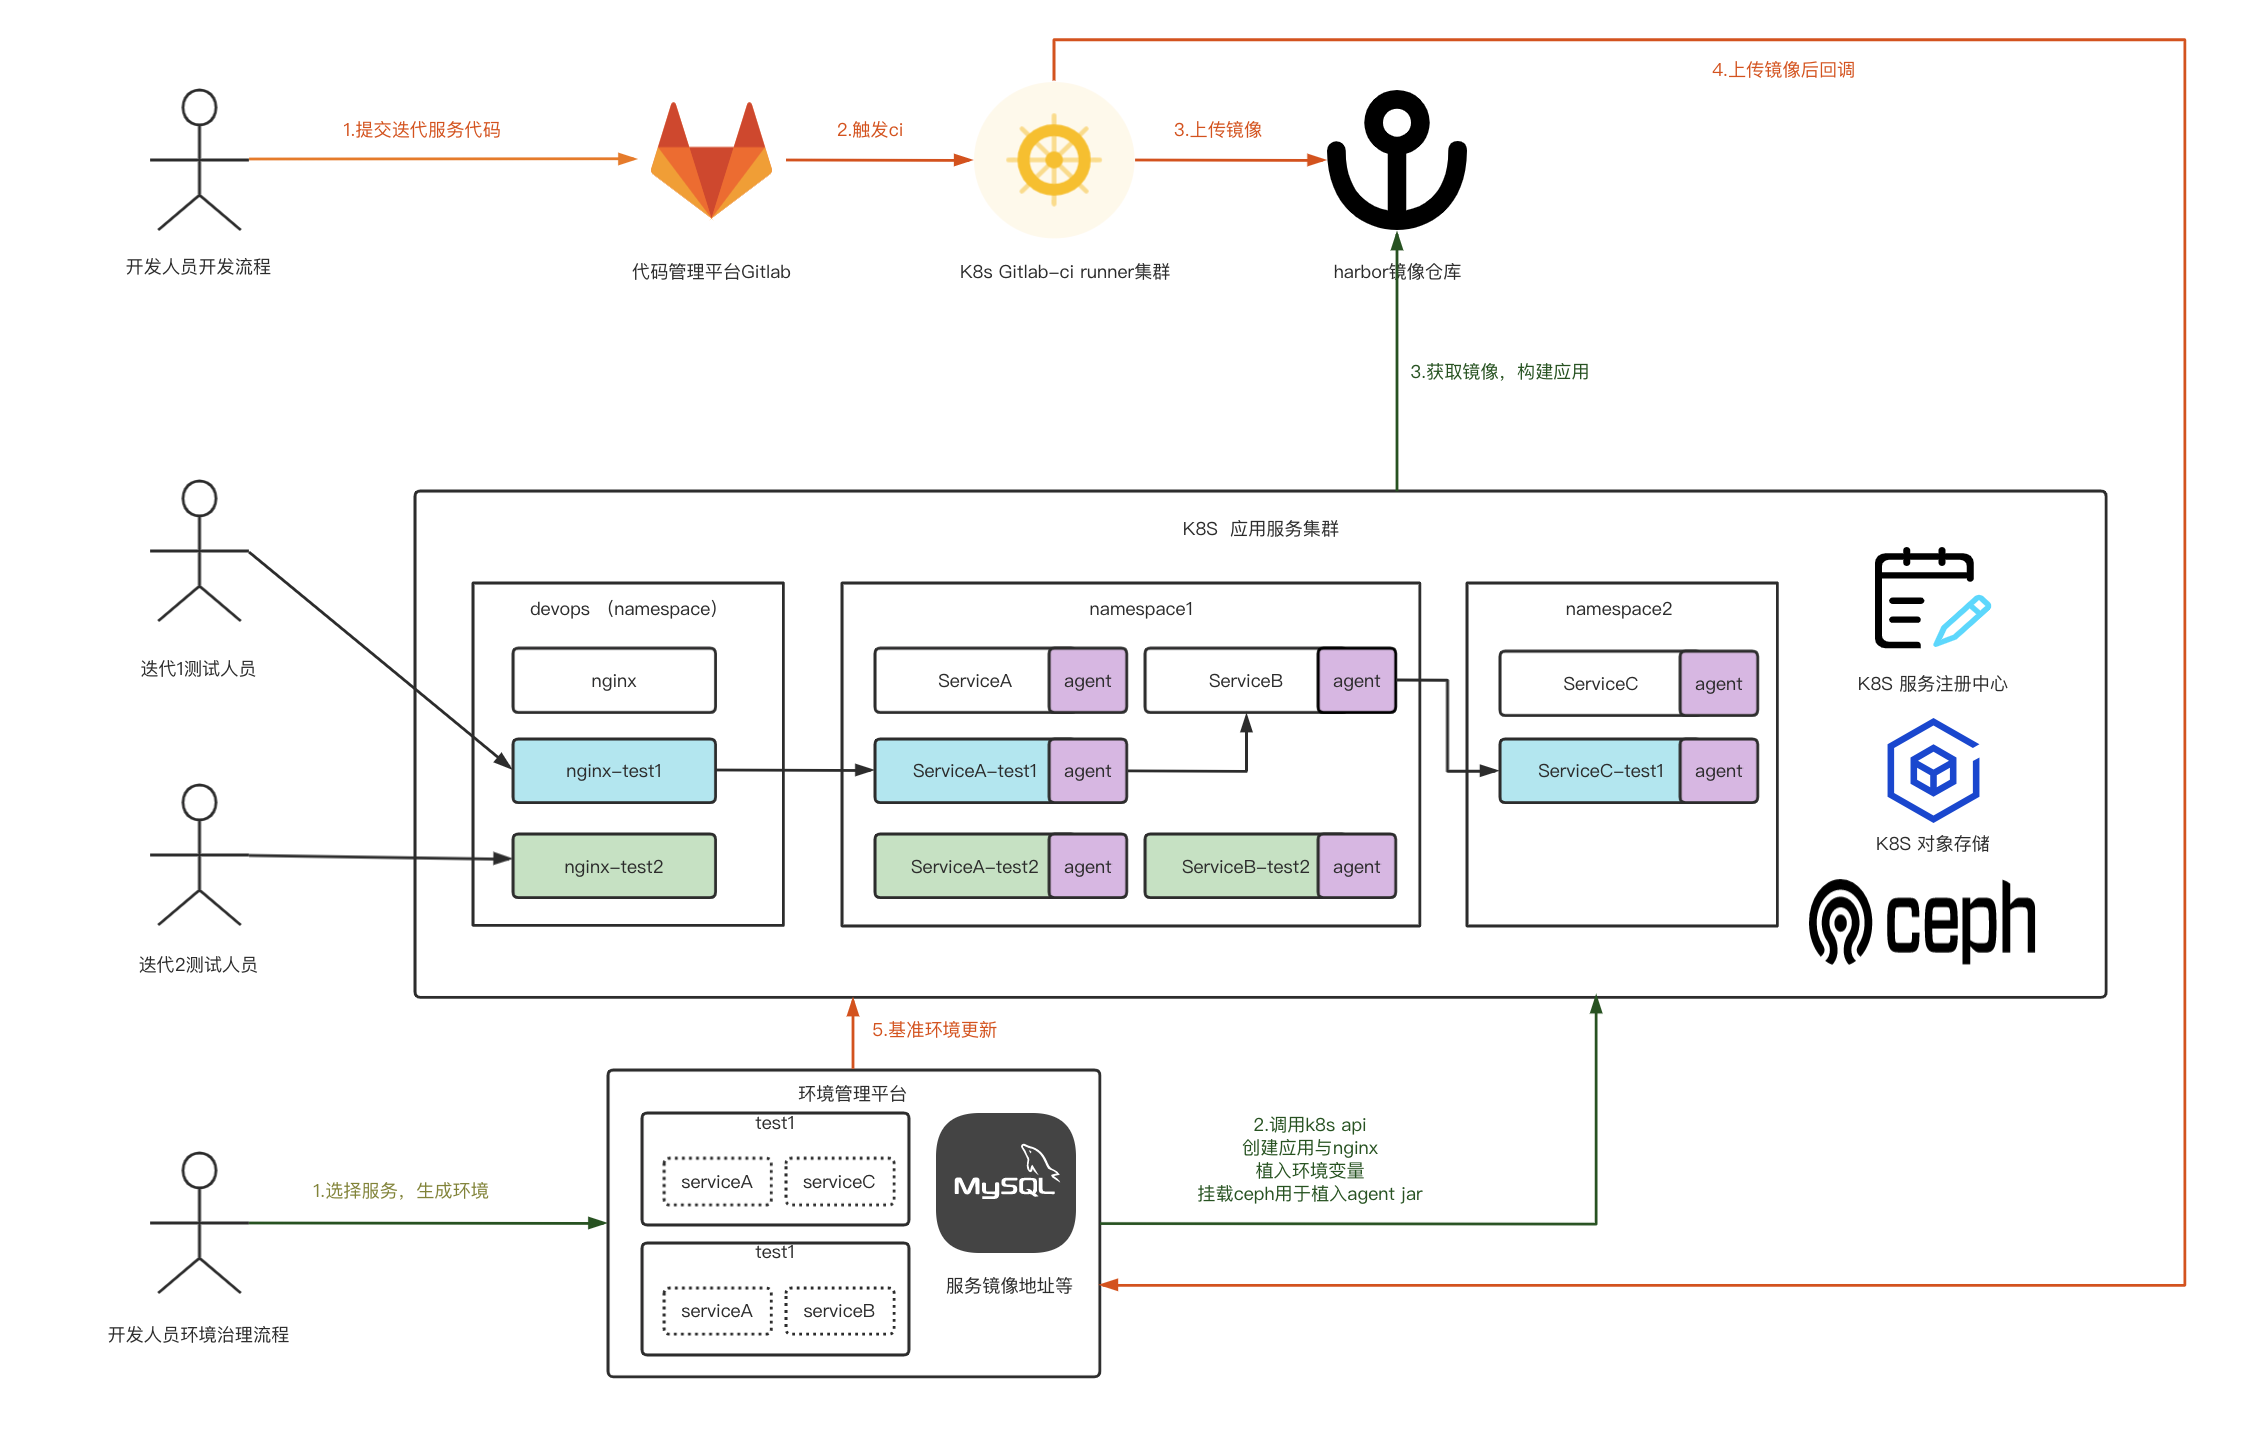 4.上传镜像后回调
1.提交迭代服务代码
2.触发ci
3.上传镜像
开发人员开发流程
代码管理平台Gitlab
K8s Gitlab-ci runner集群
harbor镜像仓库
3.获取镜像，构建应用
K8S 应用服务集群
devops （namespace）
namespace1
namespace2
迭代1测试人员
nginx
ServiceA
agent
ServiceB
agent
ServiceC
agent
K8S 服务注册中心
nginx-test1
ServiceA-test1
agent
ServiceC-test1
agent
K8S 对象存储
nginx-test2
ServiceA-test2
agent
ServiceB-test2
agent
ceph
迭代2测试人员
5.基准环境更新
环境管理平台
test1
serviceA
serviceC
MySQL
1.选择服务，生成环境
2.调用k8s api
创建应用与nginx
植入环境变量
挂载ceph用于植入agent jar
test1
serviceA
serviceB
服务镜像地址等
开发人员环境治理流程